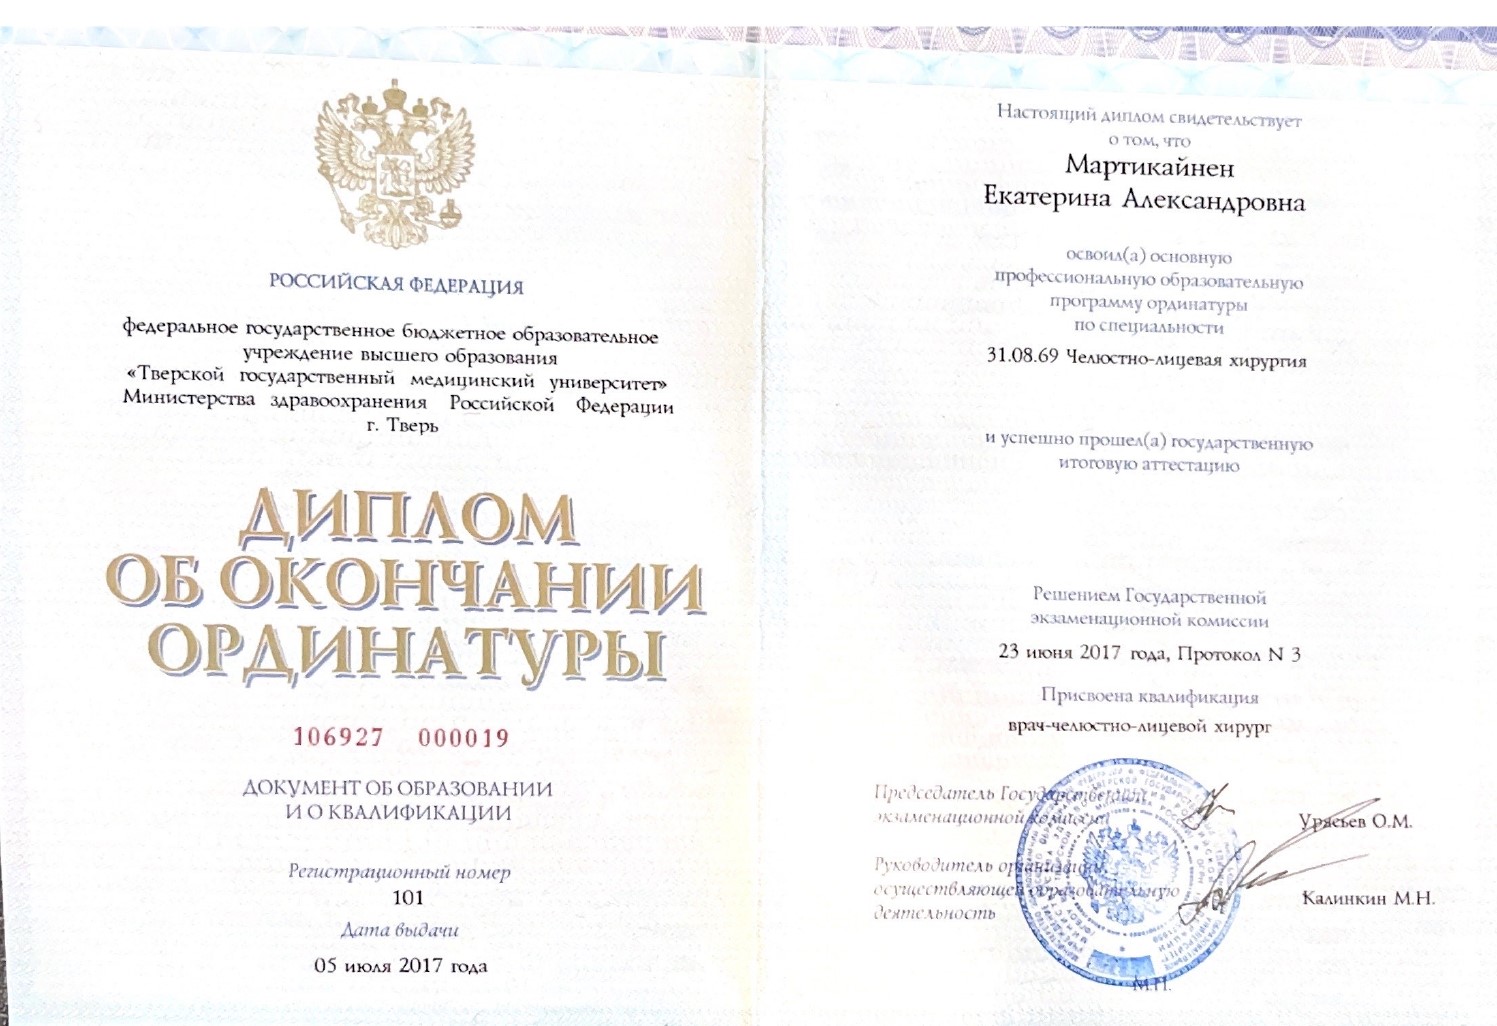 РОССИЙСКАЯ ФЕДЕРАЦИЯ
федеральное государственное бюджетное образовательное
учреждение высшего образования
«Тверской государственный медицинский университет»
Министерства здравоохранения Российской Федерации
г. Тверь
ДИПЛОМ
ОБ ОКОНЧАНИИ
ОРДИНАТУРЫ
106927 000019
ДОКУМЕНТ ОБ ОБРАЗОВАНИИ
И О КВАЛИФИКАЦИИ
Регистрационный номер
101
Дата выдачи
05 июля 2017 года
Настоящий диплом свидетельствует
о том, что
Мартикайнен
Екатерина Александровна
освоил(а) основную
профессиональную образовательную
программу ординатуры
по специальности
31.08.69 Челюстно-лицевая хирургия
и успешно прошел(а) государственную
итоговую аттестацию
Решением Государственной
экзаменационной комиссии
23 июня 2017 года, Протокол N 3
Присвоена квалификация
врач-челюстно-лицевой хирург
Председатель Государственной
экзаменационной комиссии
Урясьев О.М.
Руководитель организации,
осуществляющей образовательную
деятельность
Калинкин М.Н.
М.П.